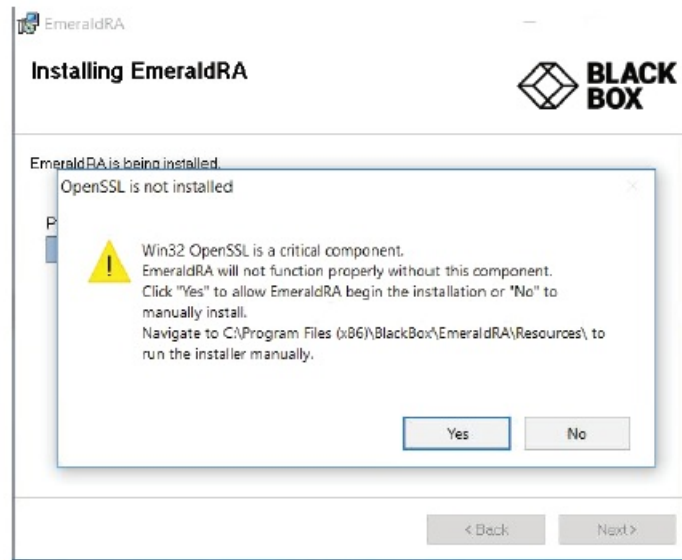 EmeraldRA
Installing EmeraldRA
BLACK
BOX
EmeraldRA is being installed.
OpenSSL is not installed
P
Win32 OpenSSL is a critical component.
EmeraldRA will not function properly without this component.
Click "Yes" to allow EmeraldRA begin the installation or "No" to
manually install.
Navigate to C:\Program Files (x86)\BlackBox\EmeraldRA\Resources\ to
run the installer manually.
Yes No
< Back Next >